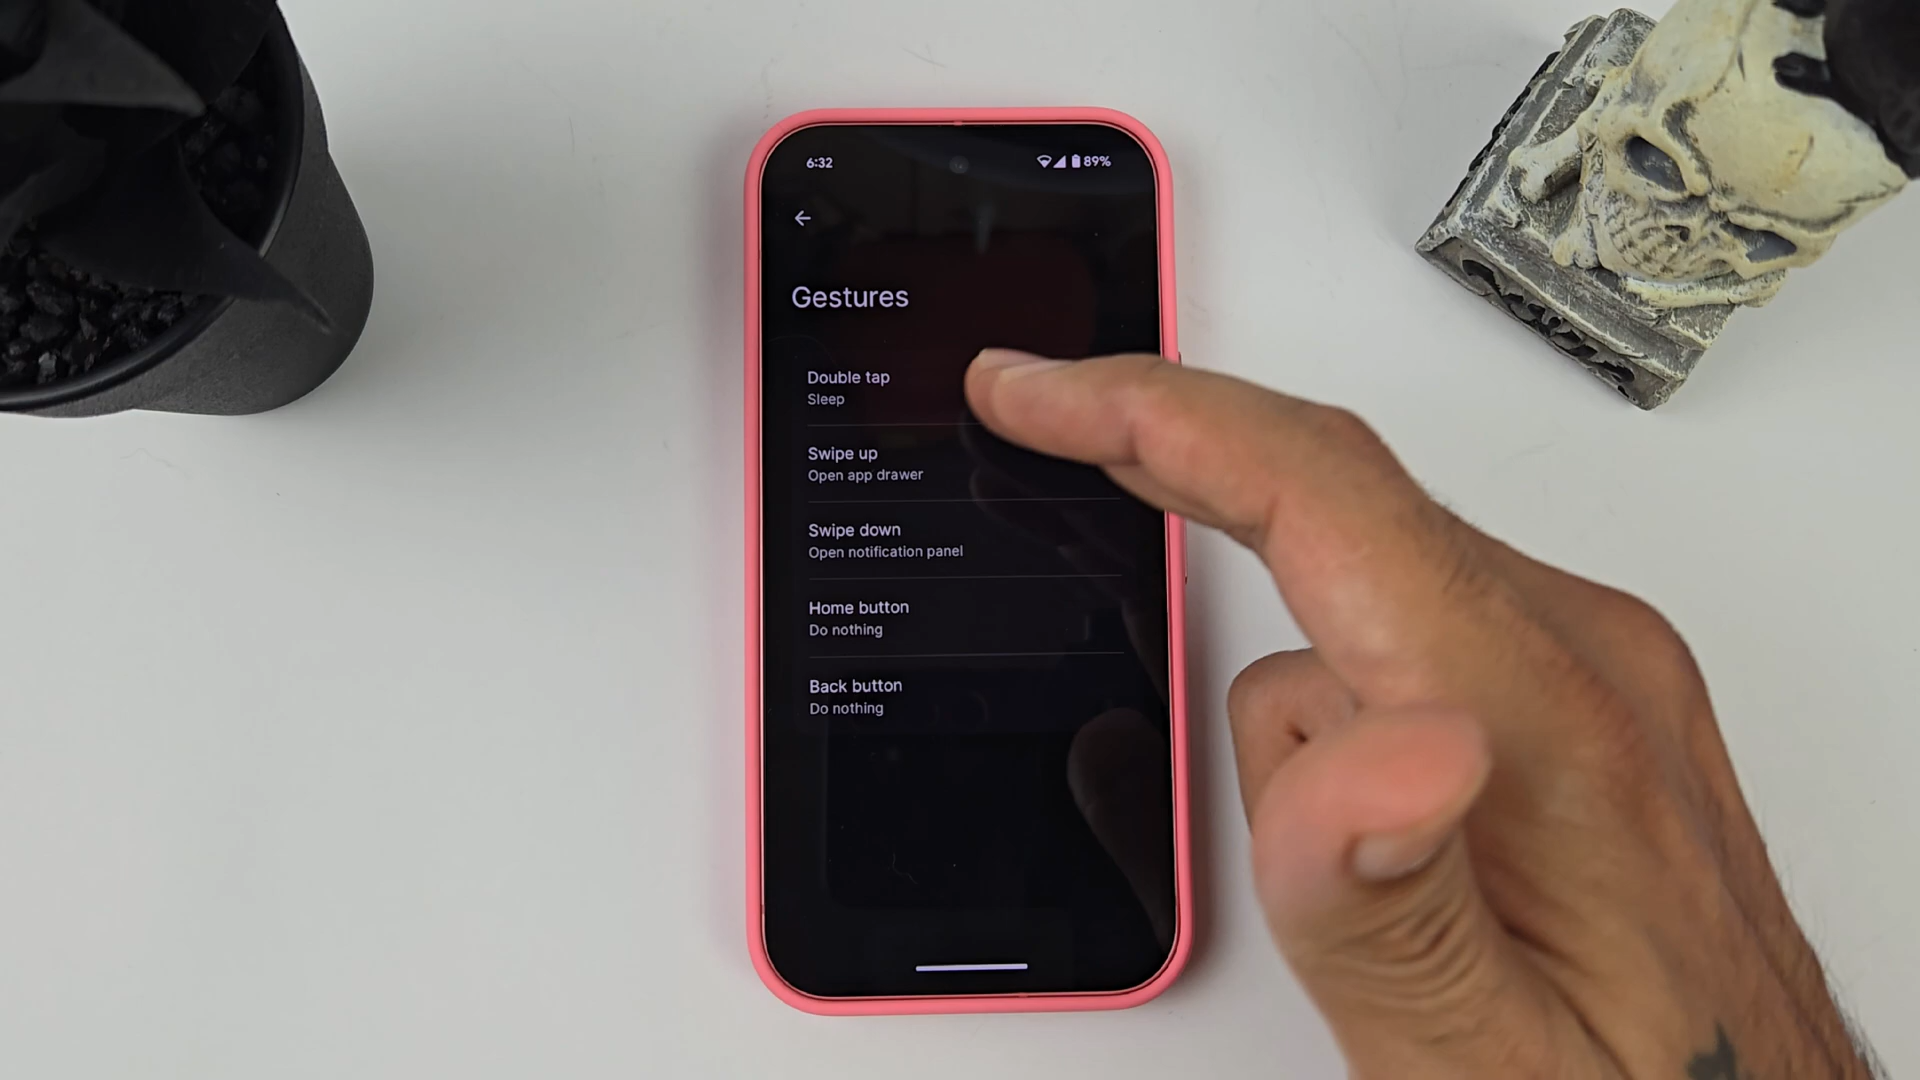 6:32
89%
Gestures
Double tap
Sleep
Swipe up
Open app drawer
Swipe down
Open notification panel
Home button
Do nothing
Back button
Do nothing